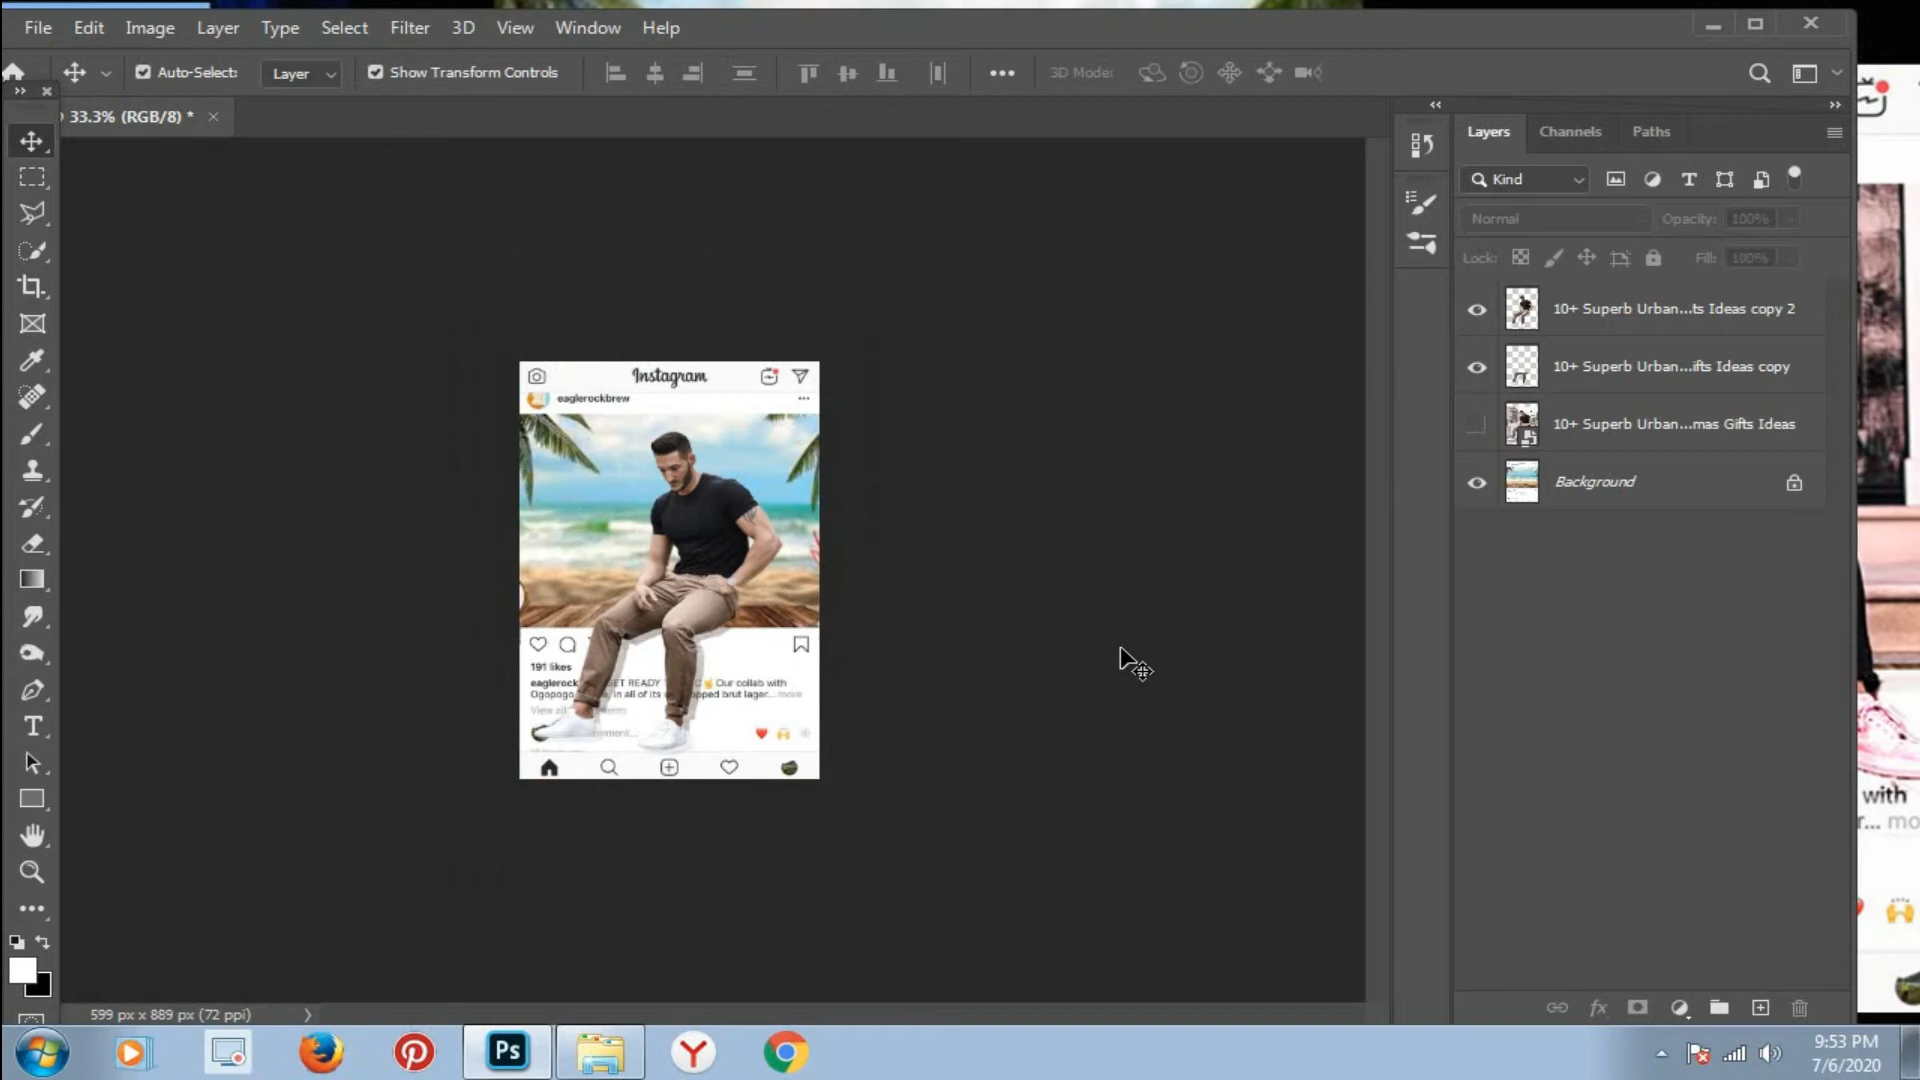 File Edit Image Layer Type Select Filter 3D View Window Help
Auto-Select: Layer Show Transform Controls 3D Mode:
33.3% (RGB/8) * ×
Layers Channels Paths
Kind
Normal Opacity: 100%
Lock: Fill: 100%
10+ Superb Urban...ts Ideas copy 2
10+ Superb Urban...ifts Ideas copy
10+ Superb Urban...mas Gifts Ideas
Background
Instagram
eaglerockbrew
191 likes
eaglerock GET READY Our collab with
Ogopogo in all of its opped brut lager... more
View all
mment...
with
r... mo
599 px x 889 px (72 ppi)
Ps
9:53 PM
7/6/2020